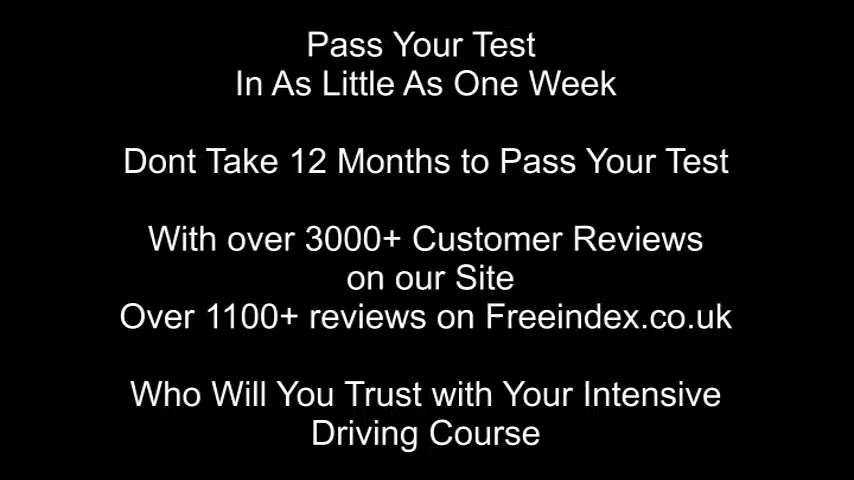 Pass Your Test
In As Little As One Week
Dont Take 12 Months to Pass Your Test
With over 3000+ Customer Reviews
on our Site
Over 1100+ reviews on Freeindex.co.uk
Who Will You Trust with Your Intensive
Driving Course